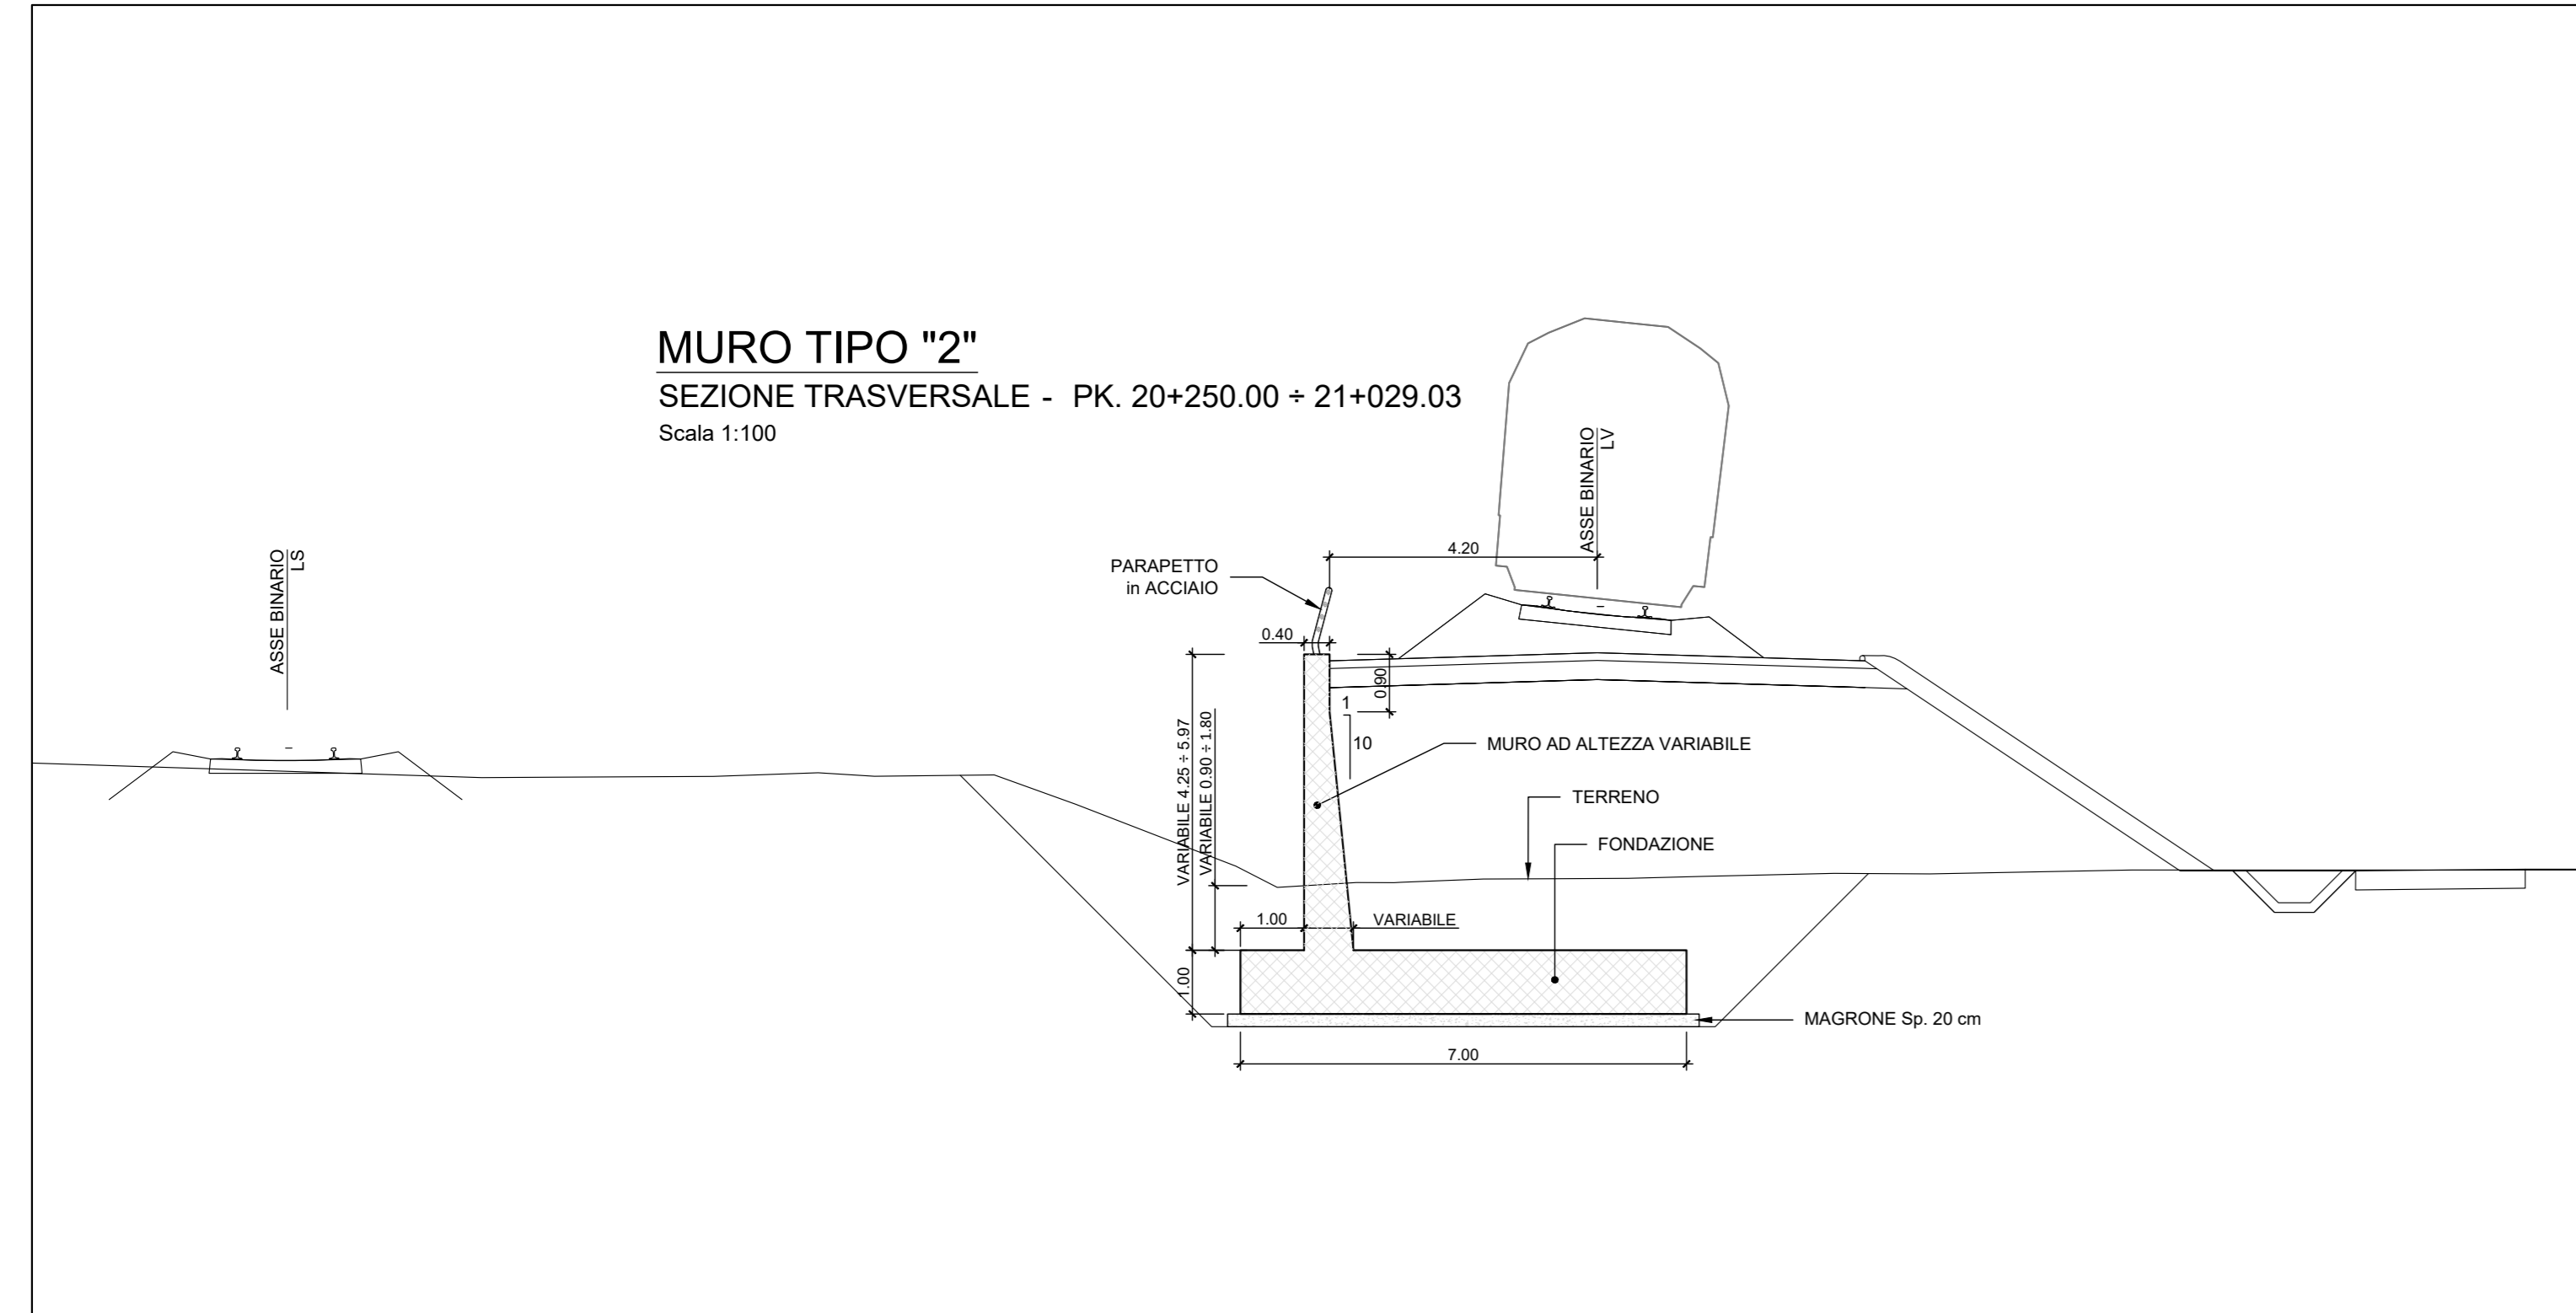 MURO TIPO "2"
SEZIONE TRASVERSALE - PK. 20+250.00 ÷ 21+029.03
Scala 1:100
ASSE BINARIO
LV
ASSE BINARIO
LS
4.20
PARAPETTO
in ACCIAIO
0.40
0.90
1
10
VARIABILE 4.25 ÷ 5.97
VARIABILE 0.90 ÷ 1.80
MURO AD ALTEZZA VARIABILE
TERRENO
FONDAZIONE
1.00
VARIABILE
1.00
MAGRONE Sp. 20 cm
7.00